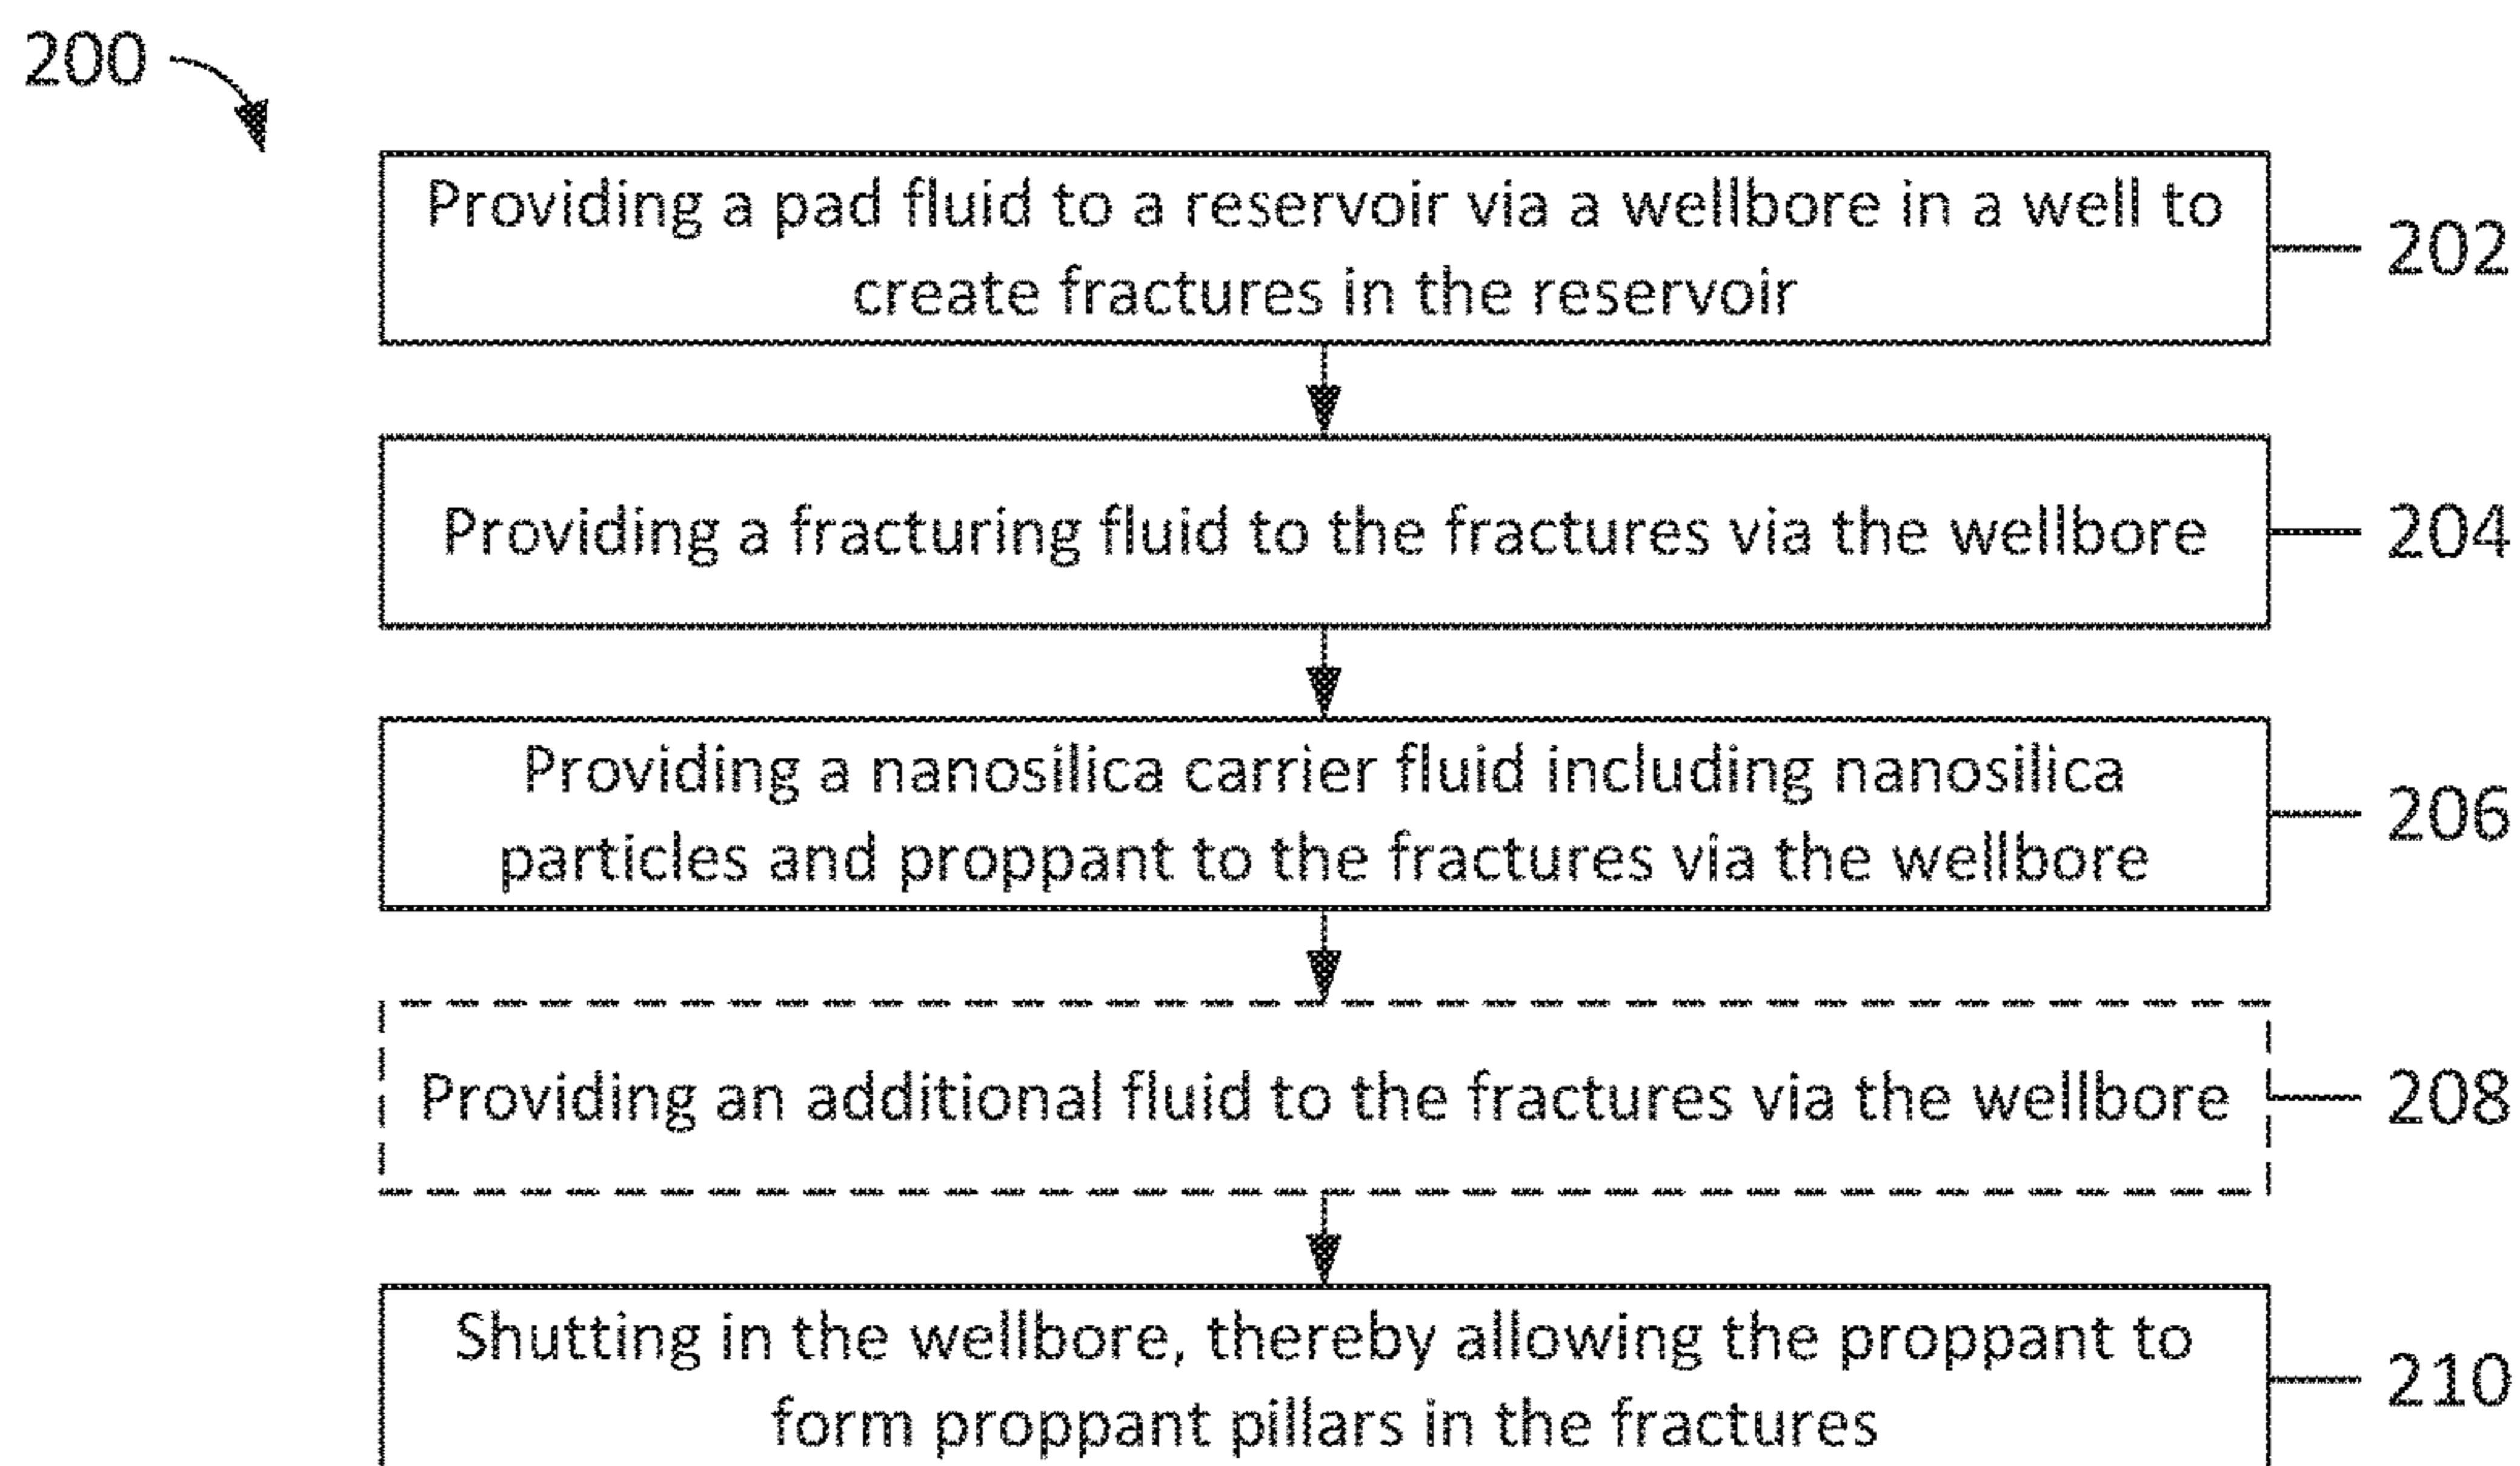 200
Providing a pad fluid to a reservoir via a wellbore in a well to
create fractures in the reservoir
202
Providing a fracturing fluid to the fractures via the wellbore
204
Providing a nanosilica carrier fluid including nanosilica
particles and proppant to the fractures via the wellbore
206
Providing an additional fluid to the fractures via the wellbore
208
Shutting in the wellbore, thereby allowing the proppant to
form proppant pillars in the fractures
210